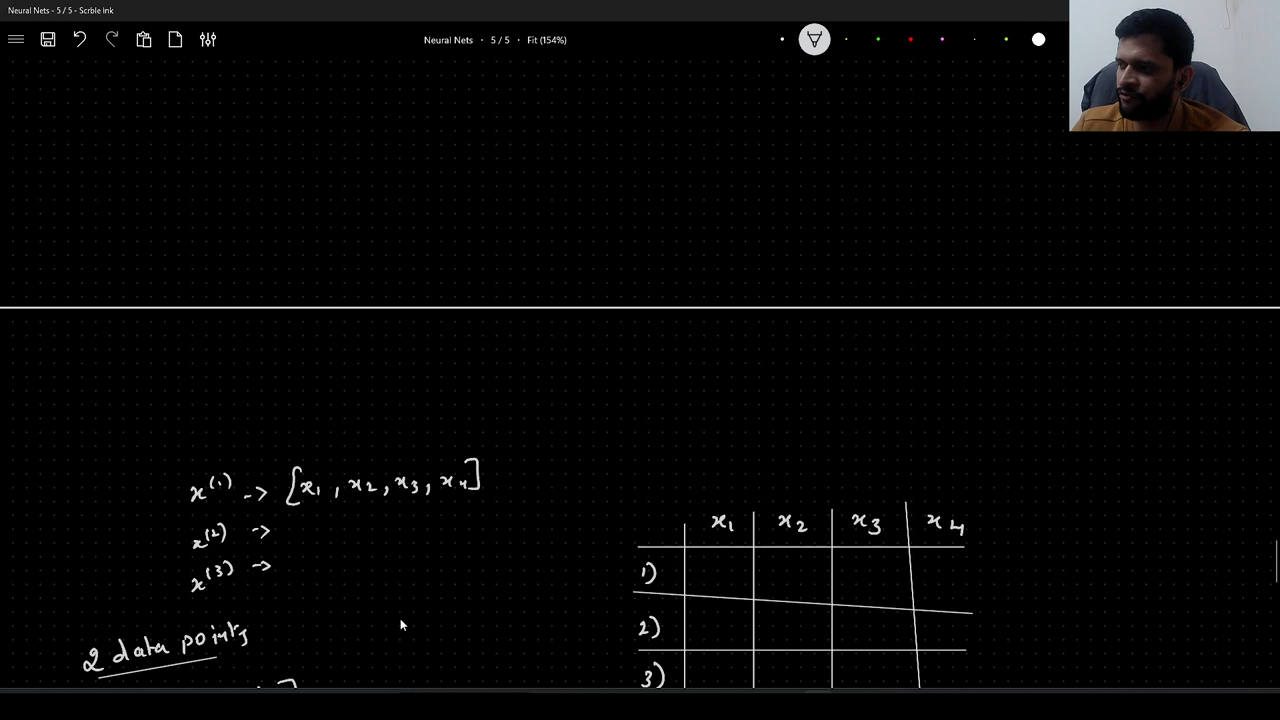 Neural Nets - 5 / 5 - Scrble Ink
Neural Nets · 5 / 5 · Fit (154%)
x^(1) -> [x₁, x₂, x₃, x₄]
x^(2) ->
x^(3) ->
2 data points
x₁ x₂ x₃ x₄
1)
2)
3)